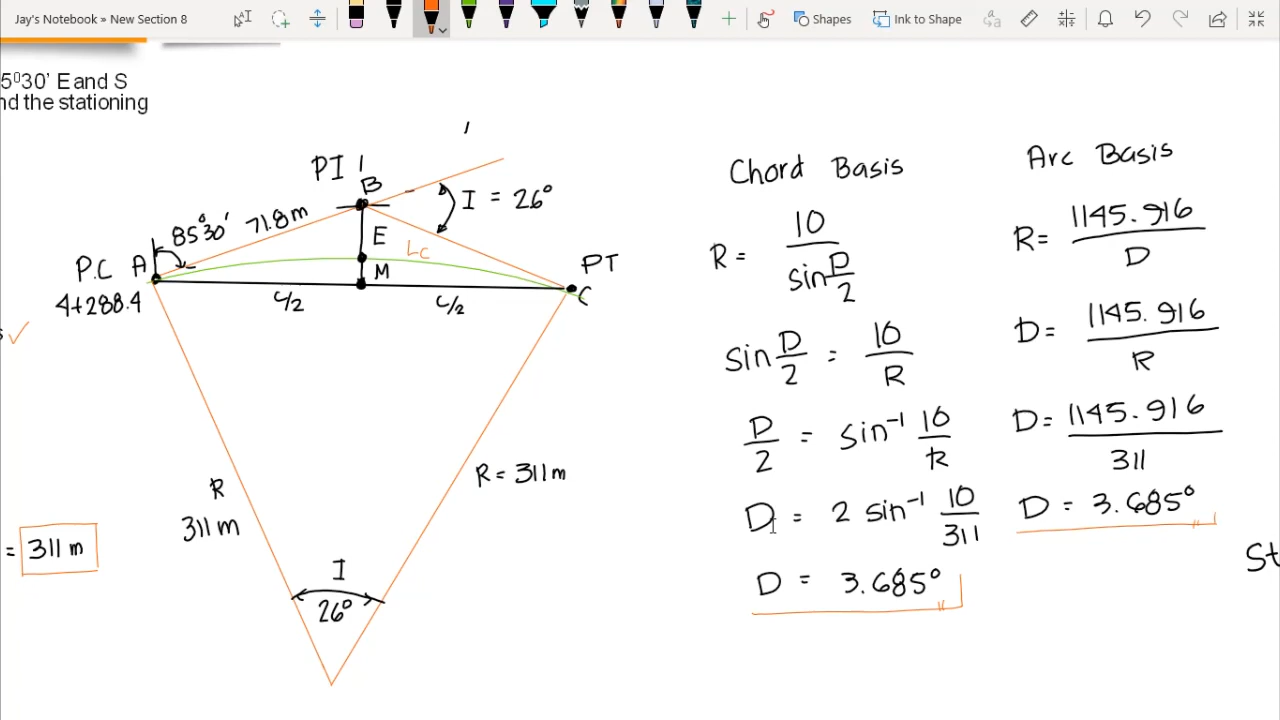 Jay's Notebook » New Section 8
Shapes
Ink to Shape
5⁰30' E and S
nd the stationing
PI
B
85°30' 71.8 m
I = 26°
E
LC
P.C A
4+288.4
M
PT
C
C/2
C/2
R
311 m
R = 311 m
= 311 m
I
26°
Chord Basis
R = 10 / sin D/2
sin D/2 = 10/R
D/2 = sin⁻¹ 10/R
D = 2 sin⁻¹ 10/311
D = 3.685°
Arc Basis
R = 1145.916 / D
D = 1145.916 / R
D = 1145.916 / 311
D = 3.685°
St